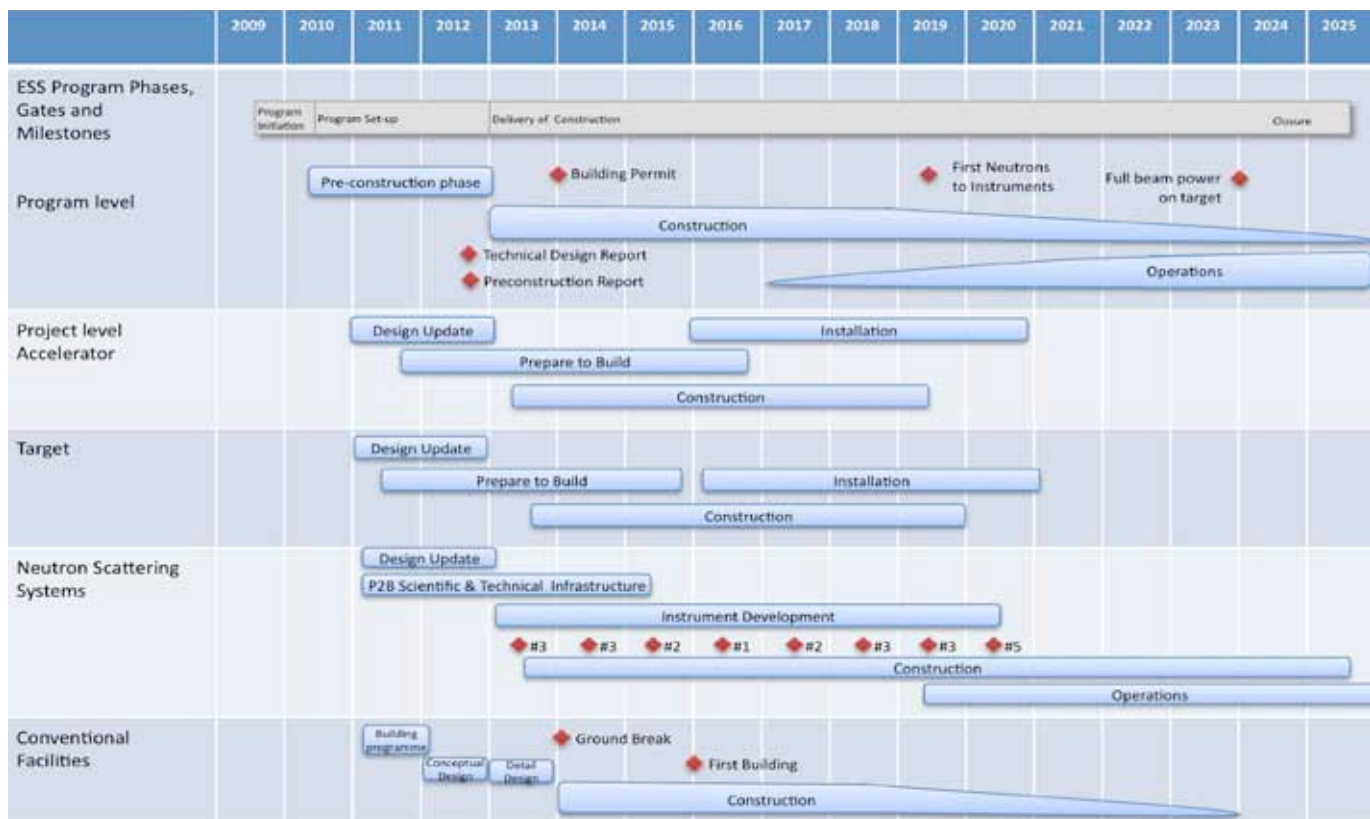 2009 2010 2011 2012 2013 2014 2015 2016 2017 2018 2019 2020 2021 2022 2023 2024 2025
ESS Program Phases,
Gates and
Milestones
Program
Initiation
Program Set-up
Delivery of Construction
Closure
Program level
Pre-construction phase
Building Permit
First Neutrons
to Instruments
Full beam power
on target
Construction
Technical Design Report
Preconstruction Report
Operations
Project level
Accelerator
Design Update
Installation
Prepare to Build
Construction
Target
Design Update
Prepare to Build
Installation
Construction
Neutron Scattering
Systems
Design Update
P2B Scientific & Technical Infrastructure
Instrument Development
#3 #3 #2 #1 #2 #3 #3 #5
Construction
Operations
Conventional
Facilities
Building
programme
Ground Break
Conceptual
Design
Detail
Design
First Building
Construction